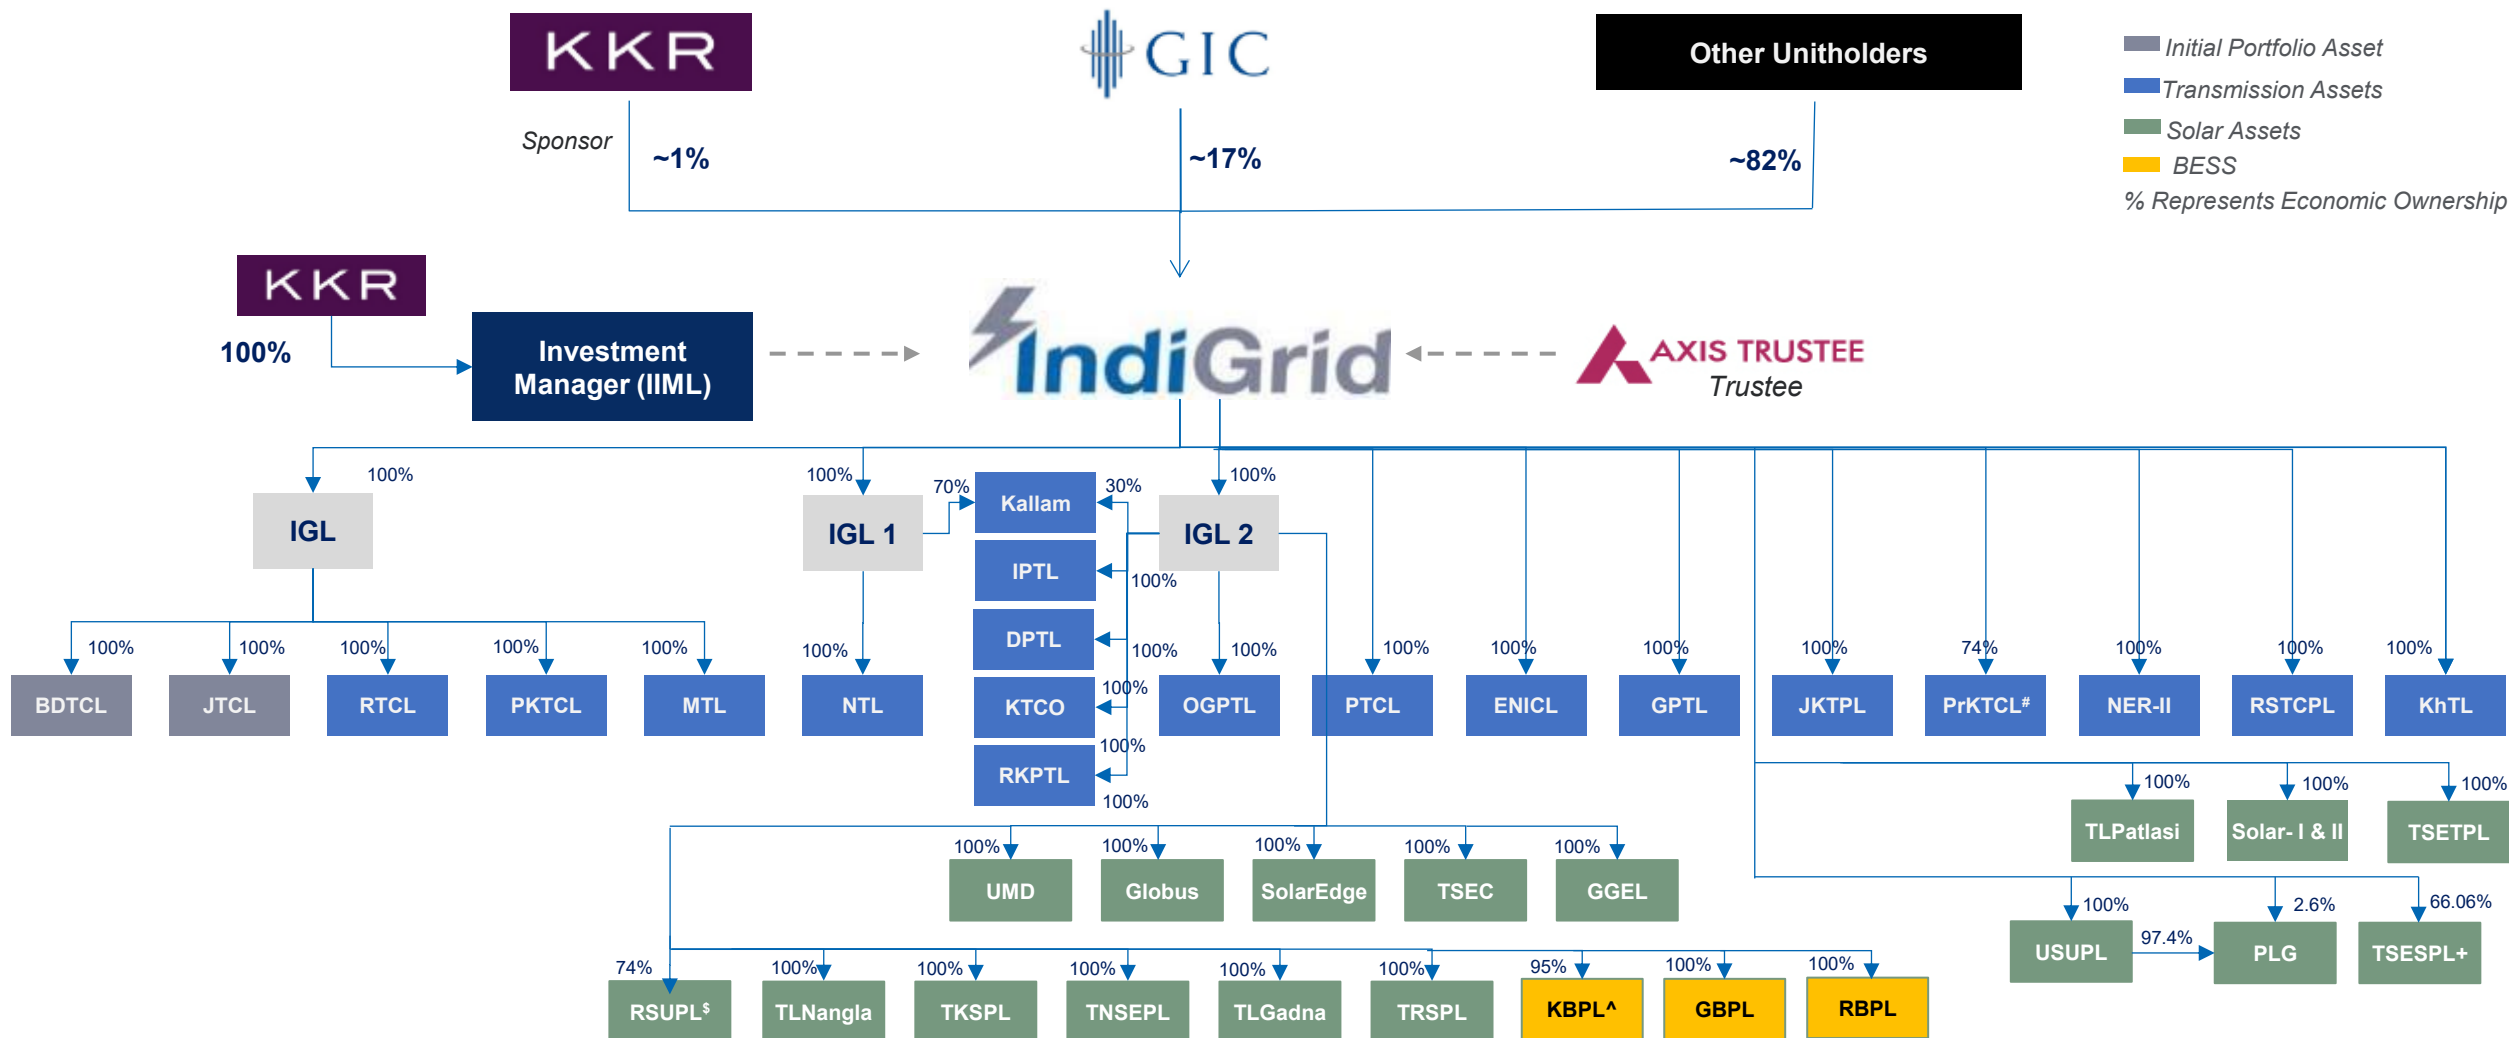 KKR
GIC
Other Unitholders
Initial Portfolio Asset
Transmission Assets
Solar Assets
BESS
% Represents Economic Ownership
Sponsor
~1%
~17%
~82%
KKR
100%
Investment
Manager (IIML)
IndiGrid
AXIS TRUSTEE
Trustee
100%
100%
70%
30%
100%
IGL
IGL 1
Kallam
IGL 2
IPTL
100%
DPTL
100%
100%
100%
100%
100%
100%
100%
100%
100%
100%
100%
100%
74%
100%
100%
100%
BDTCL
JTCL
RTCL
PKTCL
MTL
NTL
100%
KTCO
OGPTL
PTCL
ENICL
GPTL
JKTPL
PrKTCL#
NER-II
RSTCPL
KhTL
100%
RKPTL
100%
100%
100%
100%
TLPatlasi
Solar- I & II
TSETPL
100%
100%
100%
100%
100%
UMD
Globus
SolarEdge
TSEC
GGEL
100%
2.6%
66.06%
USUPL
97.4%
PLG
TSESPL+
74%
100%
100%
100%
100%
100%
95%
100%
100%
RSUPL$
TLNangla
TKSPL
TNSEPL
TLGadna
TRSPL
KBPL^
GBPL
RBPL